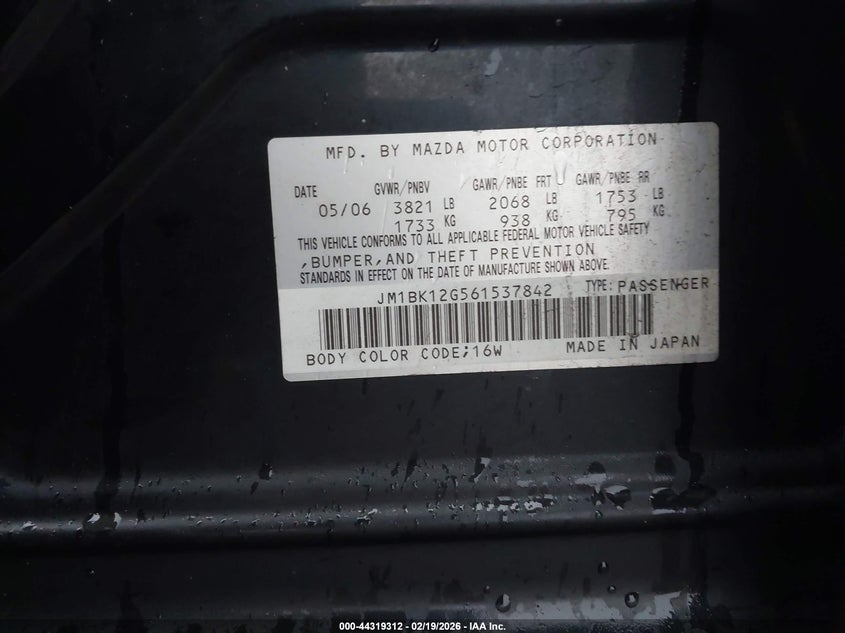 MFD. BY MAZDA MOTOR CORPORATION
DATE GVWR/PNBV GAWR/PNBE FRT GAWR/PNBE RR
05/06 3821 LB 2068 LB 1753 LB
1733 KG 938 KG 795 KG
THIS VEHICLE CONFORMS TO ALL APPLICABLE FEDERAL MOTOR VEHICLE SAFETY
,BUMPER,AND THEFT PREVENTION
STANDARDS IN EFFECT ON THE DATE OF MANUFACTURE SHOWN ABOVE.
JM1BK12G561537842 TYPE: PASSENGER
BODY COLOR CODE;16W MADE IN JAPAN
000-44319312 - 02/19/2026 - IAA Inc.